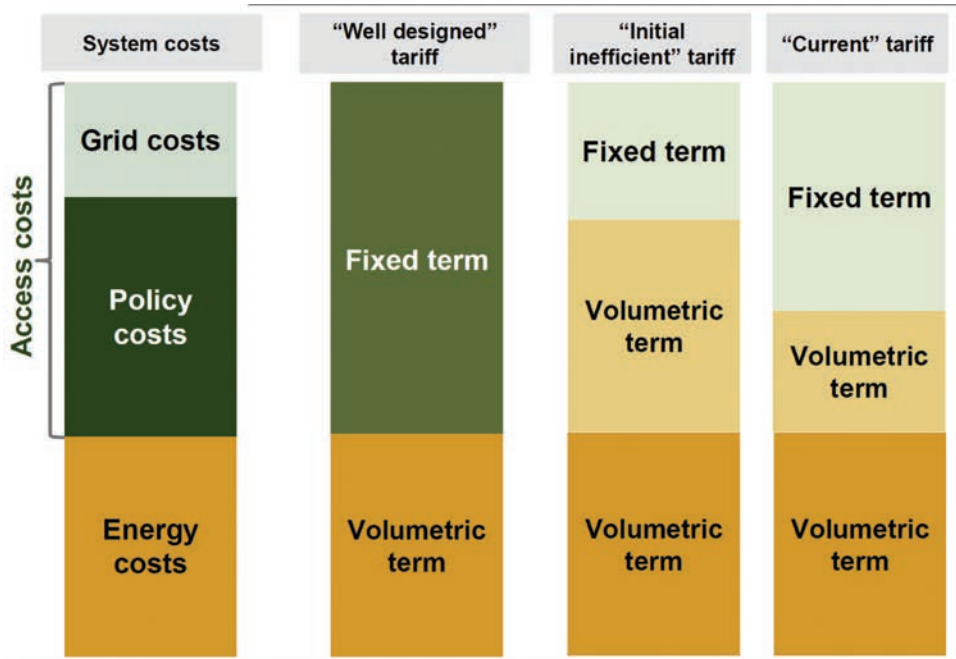 System costs
“Well designed”
tariff
“Initial
inefficient” tariff
“Current” tariff
Access costs
Grid costs
Policy
costs
Energy
costs
Fixed term
Volumetric
term
Fixed term
Volumetric
term
Volumetric
term
Fixed term
Volumetric
term
Volumetric
term